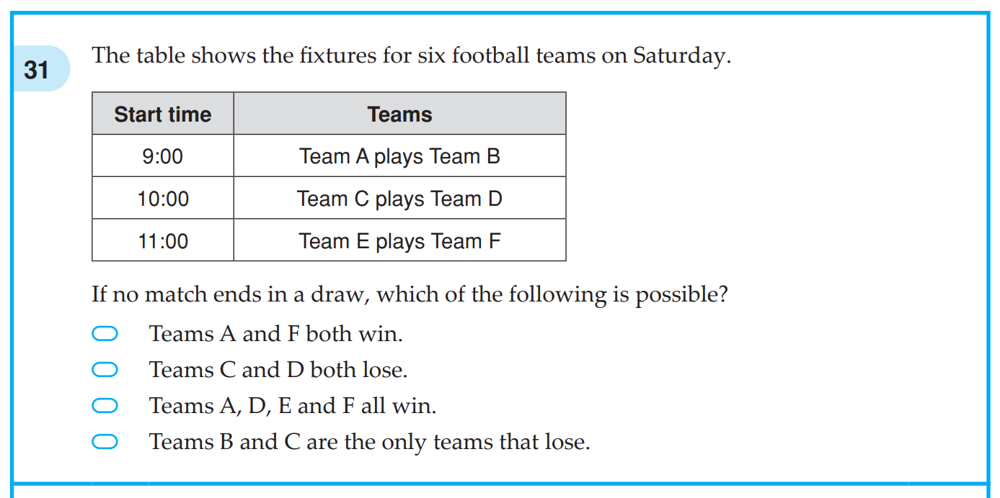 31
The table shows the fixtures for six football teams on Saturday.
Start time Teams
9:00 Team A plays Team B
10:00 Team C plays Team D
11:00 Team E plays Team F
If no match ends in a draw, which of the following is possible?
Teams A and F both win.
Teams C and D both lose.
Teams A, D, E and F all win.
Teams B and C are the only teams that lose.